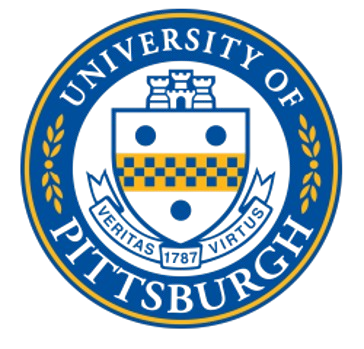 UNIVERSITY OF
PITTSBURGH
VERITAS 1787 VIRTUS